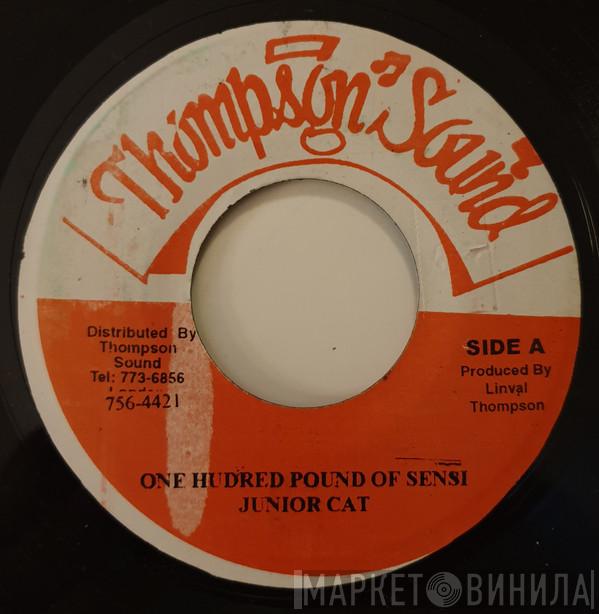 Thompson Sound
Distributed By
Thompson
Sound
Tel: 773-6856
756-4421
SIDE A
Produced By
Linval
Thompson
ONE HUDRED POUND OF SENSI
JUNIOR CAT
МАРКЕТ ВИНИЛА